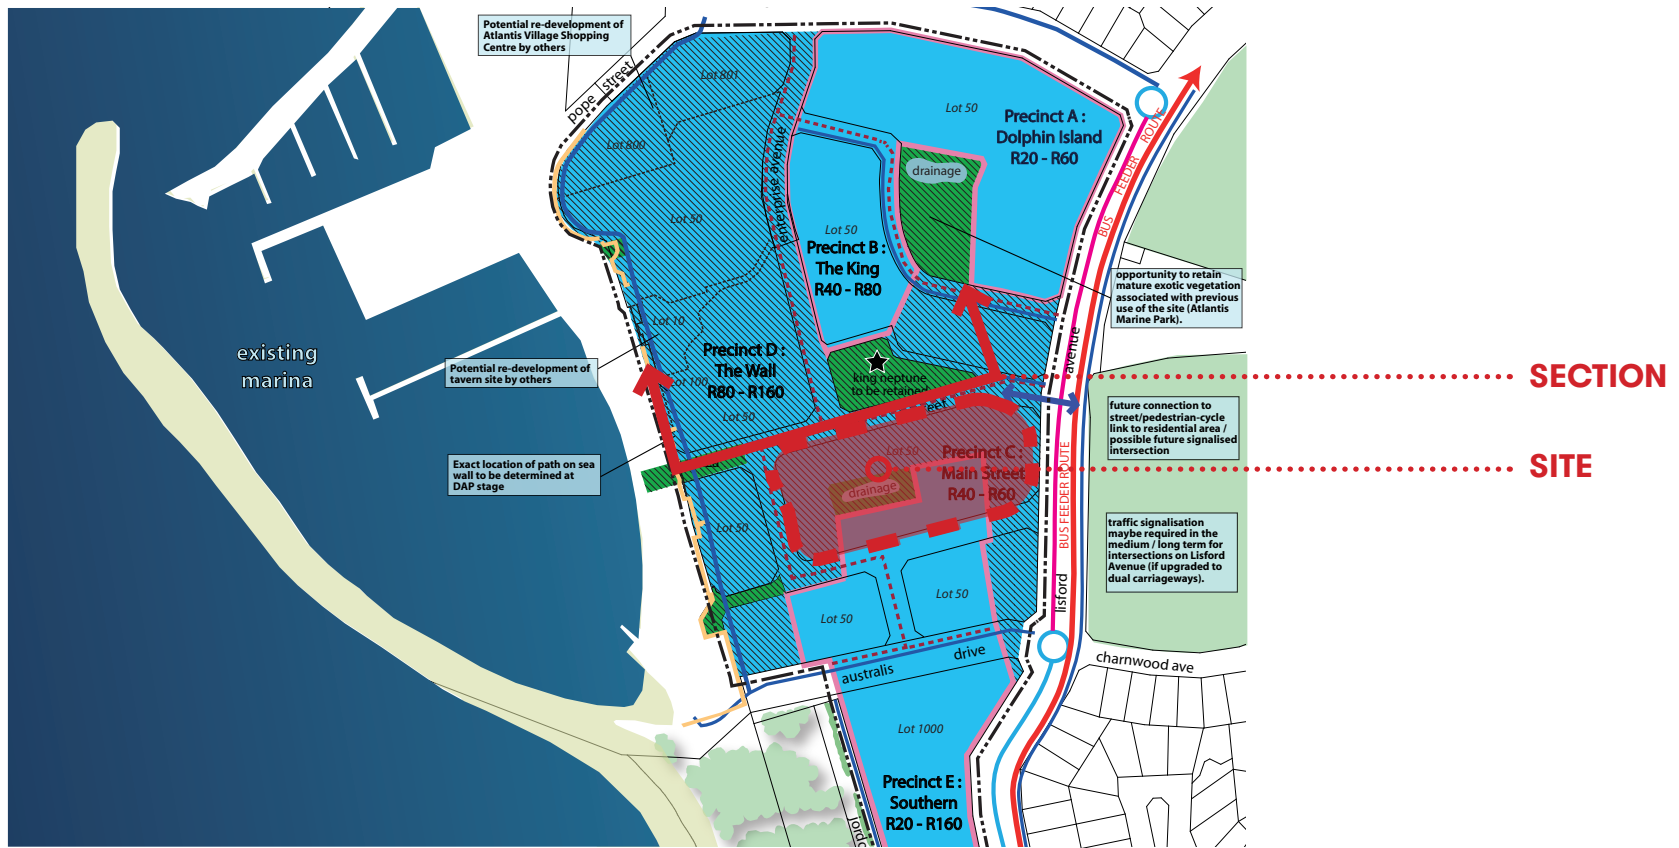 Potential re-development of
Atlantis Village Shopping
Centre by others
pope street
Lot 801
Lot 800
Lot 50
enterprise avenue
Lot 50
Precinct A :
Dolphin Island
R20 - R60
drainage
BUS FEEDER ROUTE
Lot 50
Precinct B :
The King
R40 - R80
opportunity to retain
mature exotic vegetation
associated with previous
use of the site (Atlantis
Marine Park).
existing
marina
Lot 10
Potential re-development of
tavern site by others
Lot 100
Precinct D :
The Wall
R80 - R160
Lot 50
king neptune
to be retained
avenue
SECTION
future connection to
street/pedestrian-cycle
link to residential area /
possible future signalised
intersection
Exact location of path on sea
wall to be determined at
DAP stage
Lot 50
Precinct C :
Main Street
R40 - R60
drainage
SITE
BUS FEEDER ROUTE
Lot 50
traffic signalisation
maybe required in the
medium / long term for
intersections on Lisford
Avenue (if upgraded to
dual carriageways).
lisford
Lot 50
Lot 50
australis drive
charnwood ave
Lot 1000
Precinct E :
Southern
R20 - R160